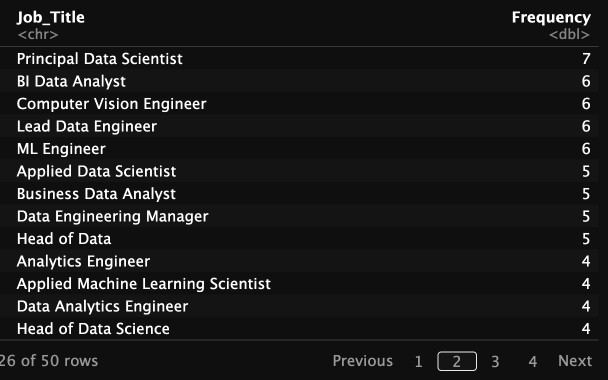 Job_Title Frequency
<chr> <dbl>
Principal Data Scientist 7
BI Data Analyst 6
Computer Vision Engineer 6
Lead Data Engineer 6
ML Engineer 6
Applied Data Scientist 5
Business Data Analyst 5
Data Engineering Manager 5
Head of Data 5
Analytics Engineer 4
Applied Machine Learning Scientist 4
Data Analytics Engineer 4
Head of Data Science 4
26 of 50 rows Previous 1 2 3 4 Next